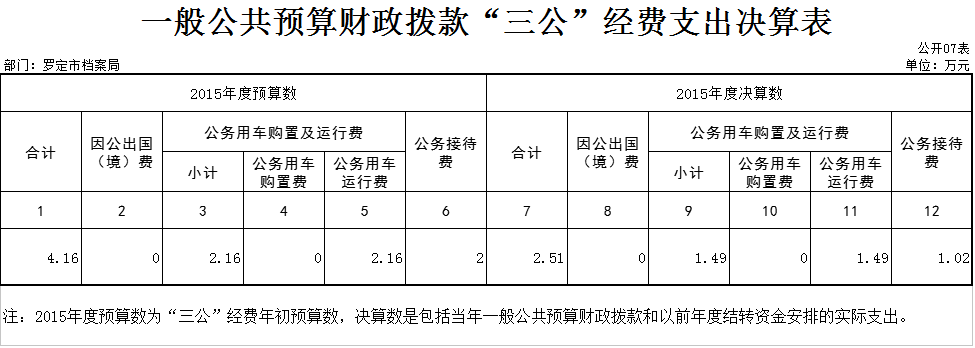 一般公共预算财政拨款“三公”经费支出决算表
公开07表
部门：罗定市档案局 单位：万元
2015年度预算数 2015年度决算数
合计 因公出国（境）费 公务用车购置及运行费 公务接待费 合计 因公出国（境）费 公务用车购置及运行费 公务接待费
小计 公务用车购置费 公务用车运行费 小计 公务用车购置费 公务用车运行费
1 2 3 4 5 6 7 8 9 10 11 12
4.16 0 2.16 0 2.16 2 2.51 0 1.49 0 1.49 1.02
注：2015年度预算数为“三公”经费年初预算数，决算数是包括当年一般公共预算财政拨款和以前年度结转资金安排的实际支出。